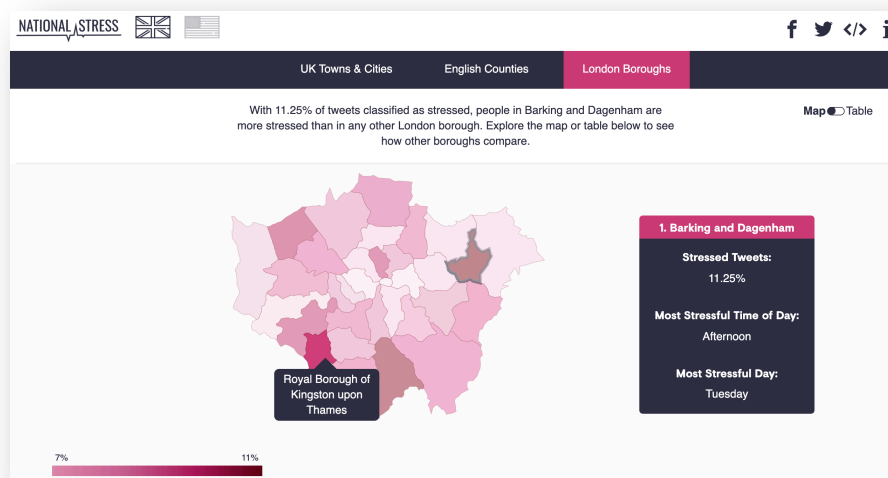 NATIONAL STRESS
UK Towns & Cities
English Counties
London Boroughs
With 11.25% of tweets classified as stressed, people in Barking and Dagenham are
more stressed than in any other London borough. Explore the map or table below to see
how other boroughs compare.
Map Table
1. Barking and Dagenham
Stressed Tweets:
11.25%
Most Stressful Time of Day:
Afternoon
Most Stressful Day:
Tuesday
Royal Borough of
Kingston upon
Thames
7%
11%